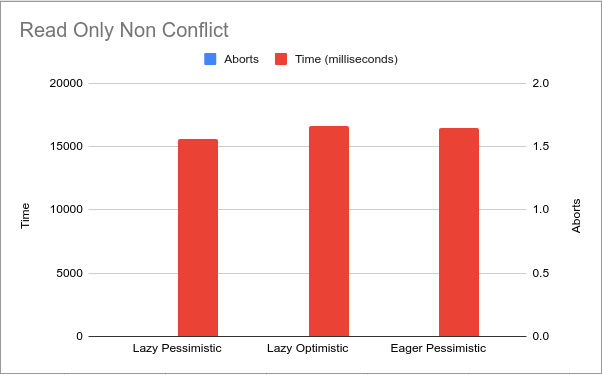 Read Only Non Conflict
Aborts Time (milliseconds)
20000 2.0
15000 1.5
10000 1.0
5000 0.5
0 0.0
Time
Aborts
Lazy Pessimistic Lazy Optimistic Eager Pessimistic